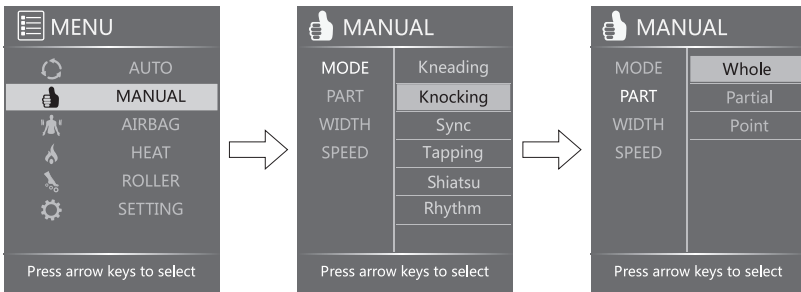 MENU
AUTO
MANUAL
AIRBAG
HEAT
ROLLER
SETTING
Press arrow keys to select
MANUAL
MODE
PART
WIDTH
SPEED
Kneading
Knocking
Sync
Tapping
Shiatsu
Rhythm
Press arrow keys to select
MANUAL
MODE
PART
WIDTH
SPEED
Whole
Partial
Point
Press arrow keys to select